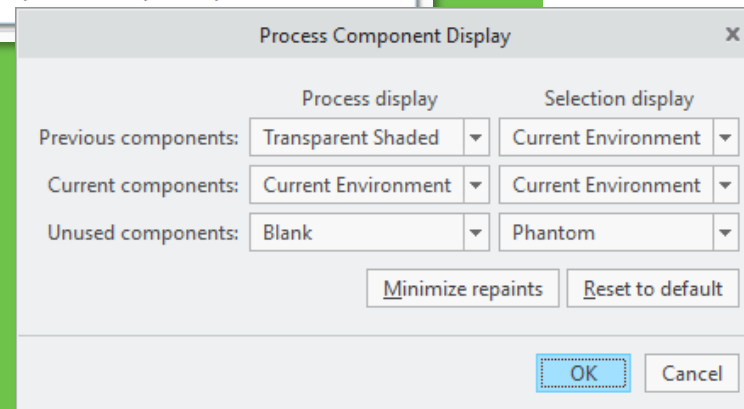 Process Component Display x
Process display Selection display
Previous components: Transparent Shaded Current Environment
Current components: Current Environment Current Environment
Unused components: Blank Phantom
Minimize repaints Reset to default
OK Cancel